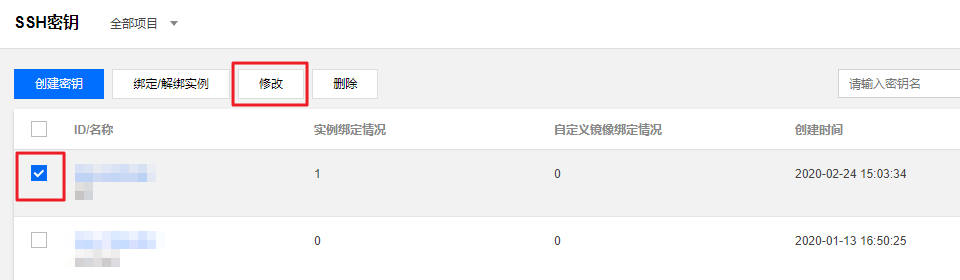 SSH密钥 全部项目
创建密钥 绑定/解绑实例 修改 删除 请输入密钥名
ID/名称 实例绑定情况 自定义镜像绑定情况 创建时间
1 0 2020-02-24 15:03:34
0 0 2020-01-13 16:50:25